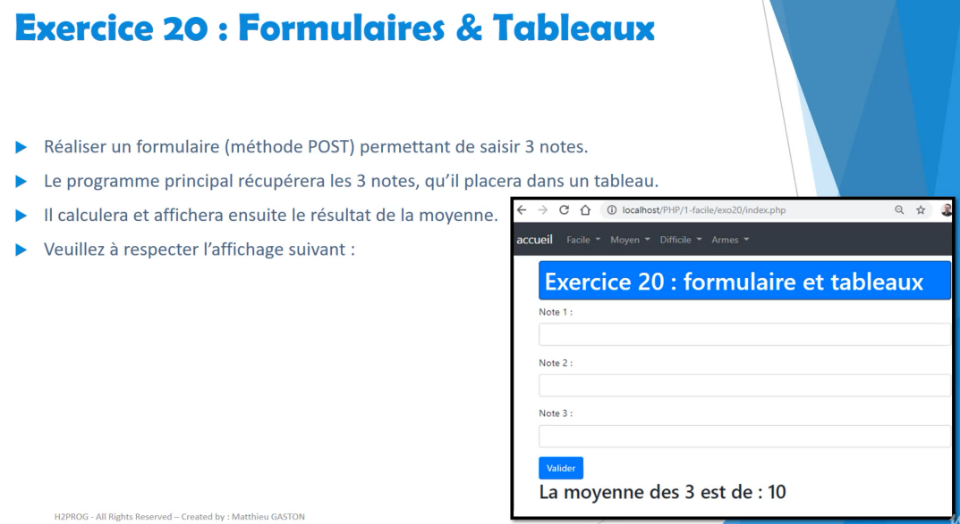 Exercice 20 : Formulaires & Tableaux
Réaliser un formulaire (méthode POST) permettant de saisir 3 notes.
Le programme principal récupérera les 3 notes, qu'il placera dans un tableau.
Il calculera et affichera ensuite le résultat de la moyenne.
Veuillez à respecter l'affichage suivant :
localhost/PHP/1-facile/exo20/index.php
accueil Facile Moyen Difficile Armes
Exercice 20 : formulaire et tableaux
Note 1 :
Note 2 :
Note 3 :
Valider
La moyenne des 3 est de : 10
H2PROG - All Rights Reserved – Created by : Matthieu GASTON